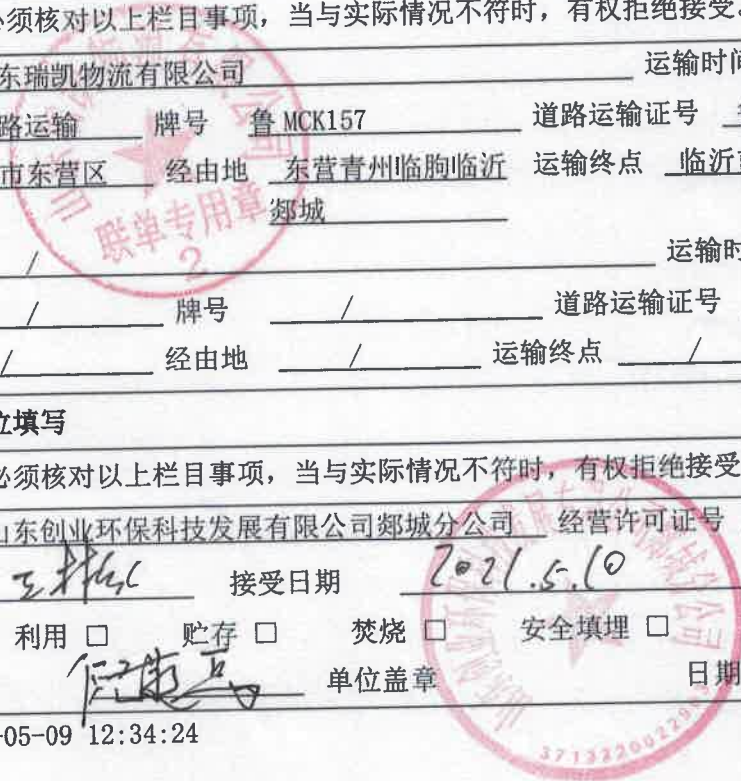 必须核对以上栏目事项，当与实际情况不符时，有权拒绝接受。
东瑞凯物流有限公司 运输时间
路运输 牌号 鲁MCK157 道路运输证号
市东营区 经由地 东营青州临朐临沂 运输终点 临沂
郯城
联单专用章
2
/ 运输时
/ 牌号 / 道路运输证号
/ 经由地 / 运输终点 /
位填写
必须核对以上栏目事项，当与实际情况不符时，有权拒绝接受
山东创业环保科技发展有限公司郯城分公司 经营许可证号
接受日期 2021.5.10
利用 □ 贮存 □ 焚烧 □ 安全填埋 □
单位盖章 日期
-05-09 12:34:24